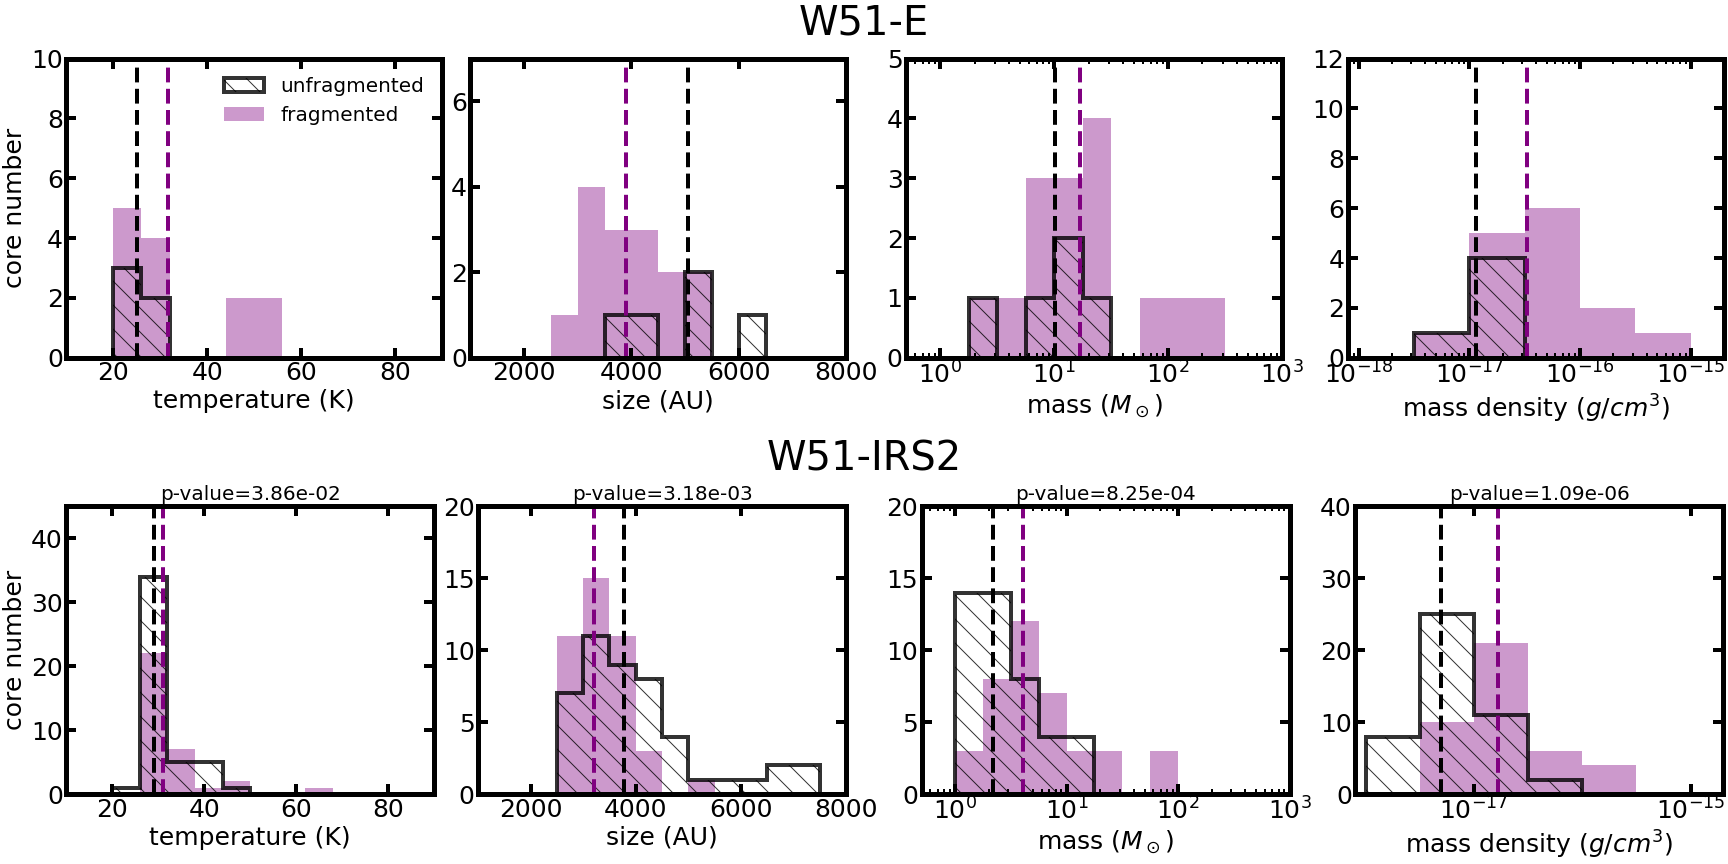 W51-E
10
8
6
4
2
0
core number
20 40 60 80
temperature (K)
unfragmented
fragmented
6
4
2
0
2000 4000 6000 8000
size (AU)
5
4
3
2
1
0
10^0 10^1 10^2 10^3
mass (M_⊙)
12
10
8
6
4
2
0
10^-18 10^-17 10^-16 10^-15
mass density (g/cm^3)
W51-IRS2
p-value=3.86e-02
40
30
20
10
0
core number
20 40 60 80
temperature (K)
p-value=3.18e-03
20
15
10
5
0
2000 4000 6000 8000
size (AU)
p-value=8.25e-04
20
15
10
5
0
10^0 10^1 10^2 10^3
mass (M_⊙)
p-value=1.09e-06
40
30
20
10
0
10^-17 10^-15
mass density (g/cm^3)